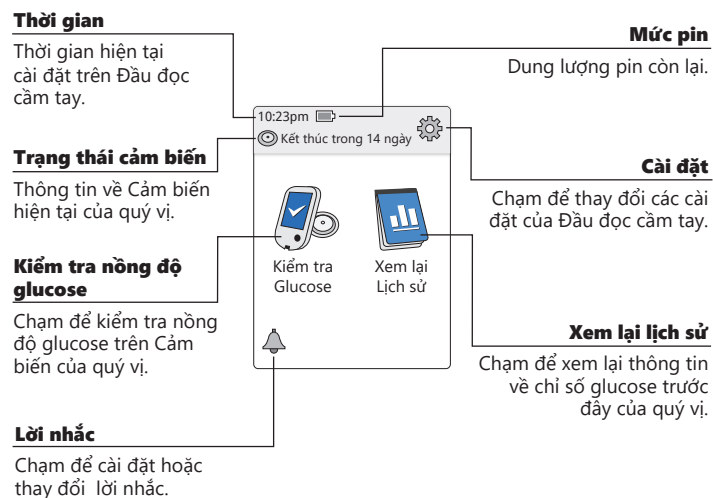 Thời gian
Thời gian hiện tại
cài đặt trên Đầu đọc
cầm tay.
Trạng thái cảm biến
Thông tin về Cảm biến
hiện tại của quý vị.
Kiểm tra nồng độ
glucose
Chạm để kiểm tra nồng
độ glucose trên Cảm
biến của quý vị.
Lời nhắc
Chạm để cài đặt hoặc
thay đổi lời nhắc.
10:23pm
Kết thúc trong 14 ngày
Kiểm tra
Glucose
Xem lại
Lịch sử
Mức pin
Dung lượng pin còn lại.
Cài đặt
Chạm để thay đổi các cài
đặt của Đầu đọc cầm tay.
Xem lại lịch sử
Chạm để xem lại thông tin
về chỉ số glucose trước
đây của quý vị.